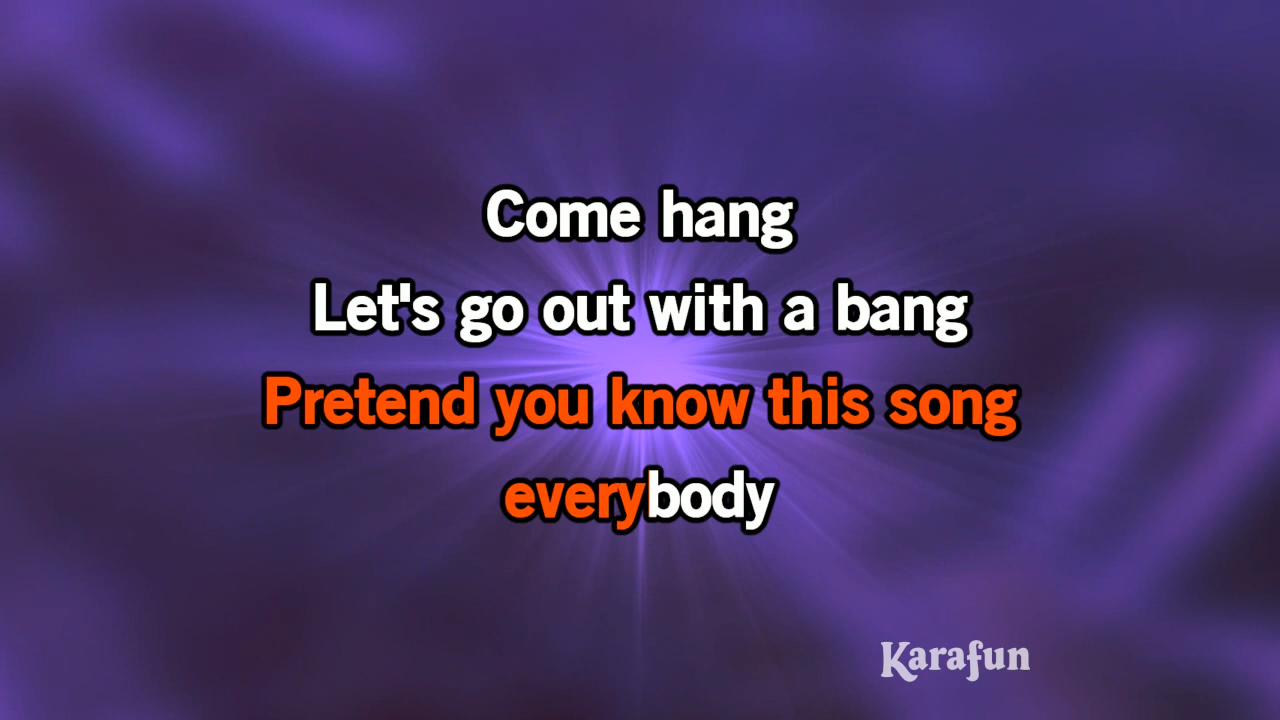 Come hang
Let's go out with a bang
Pretend you know this song
everybody
Karafun